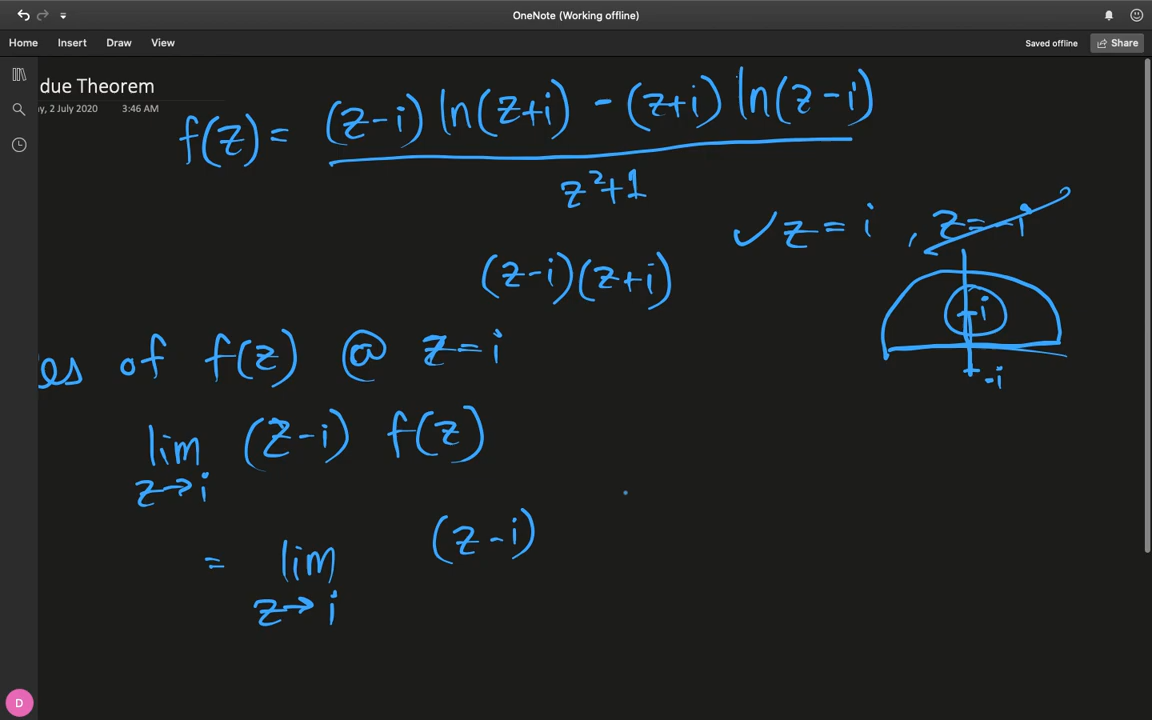 OneNote (Working offline)
Home Insert Draw View
Saved offline Share
due Theorem
ay, 2 July 2020 3:46 AM
f(z) = (z-i) ln(z+i) - (z+i) ln(z-i)
z²+1
✓ z = i , z = -i
(z-i)(z+i)
i
-i
es of f(z) @ z=i
lim (z-i) f(z)
z→i
= lim (z-i)
z→i
D